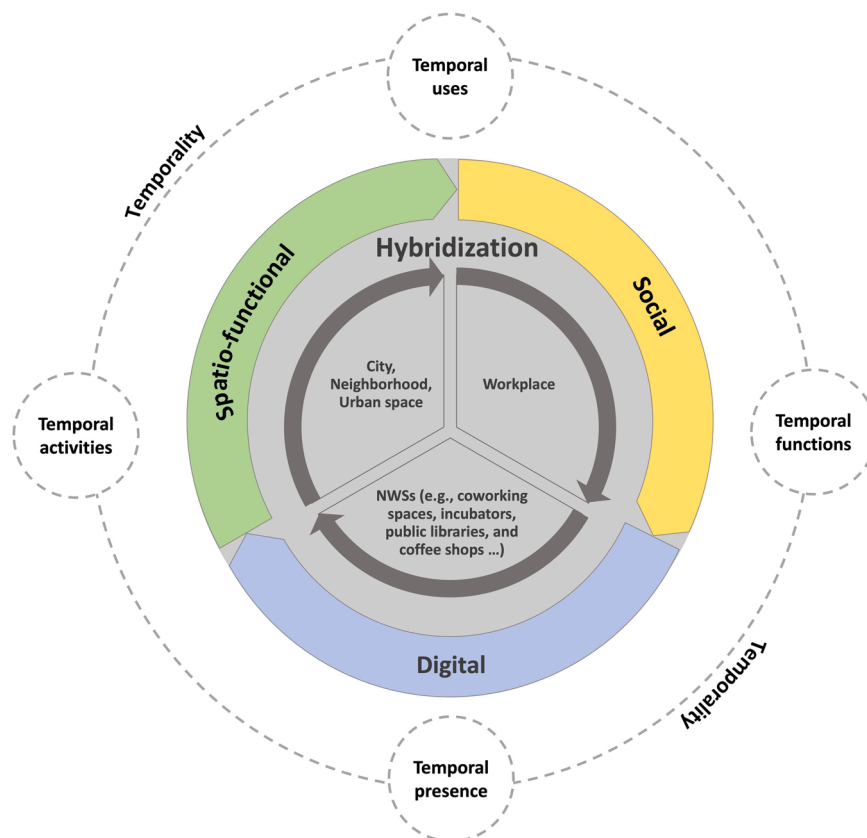 Temporal
uses
Temporality
Hybridization
Spatio-functional
Social
City,
Neighborhood,
Urban space
Workplace
Temporal
activities
Temporal
functions
NWSs (e.g., coworking
spaces, incubators,
public libraries, and
coffee shops ...)
Digital
Temporality
Temporal
presence